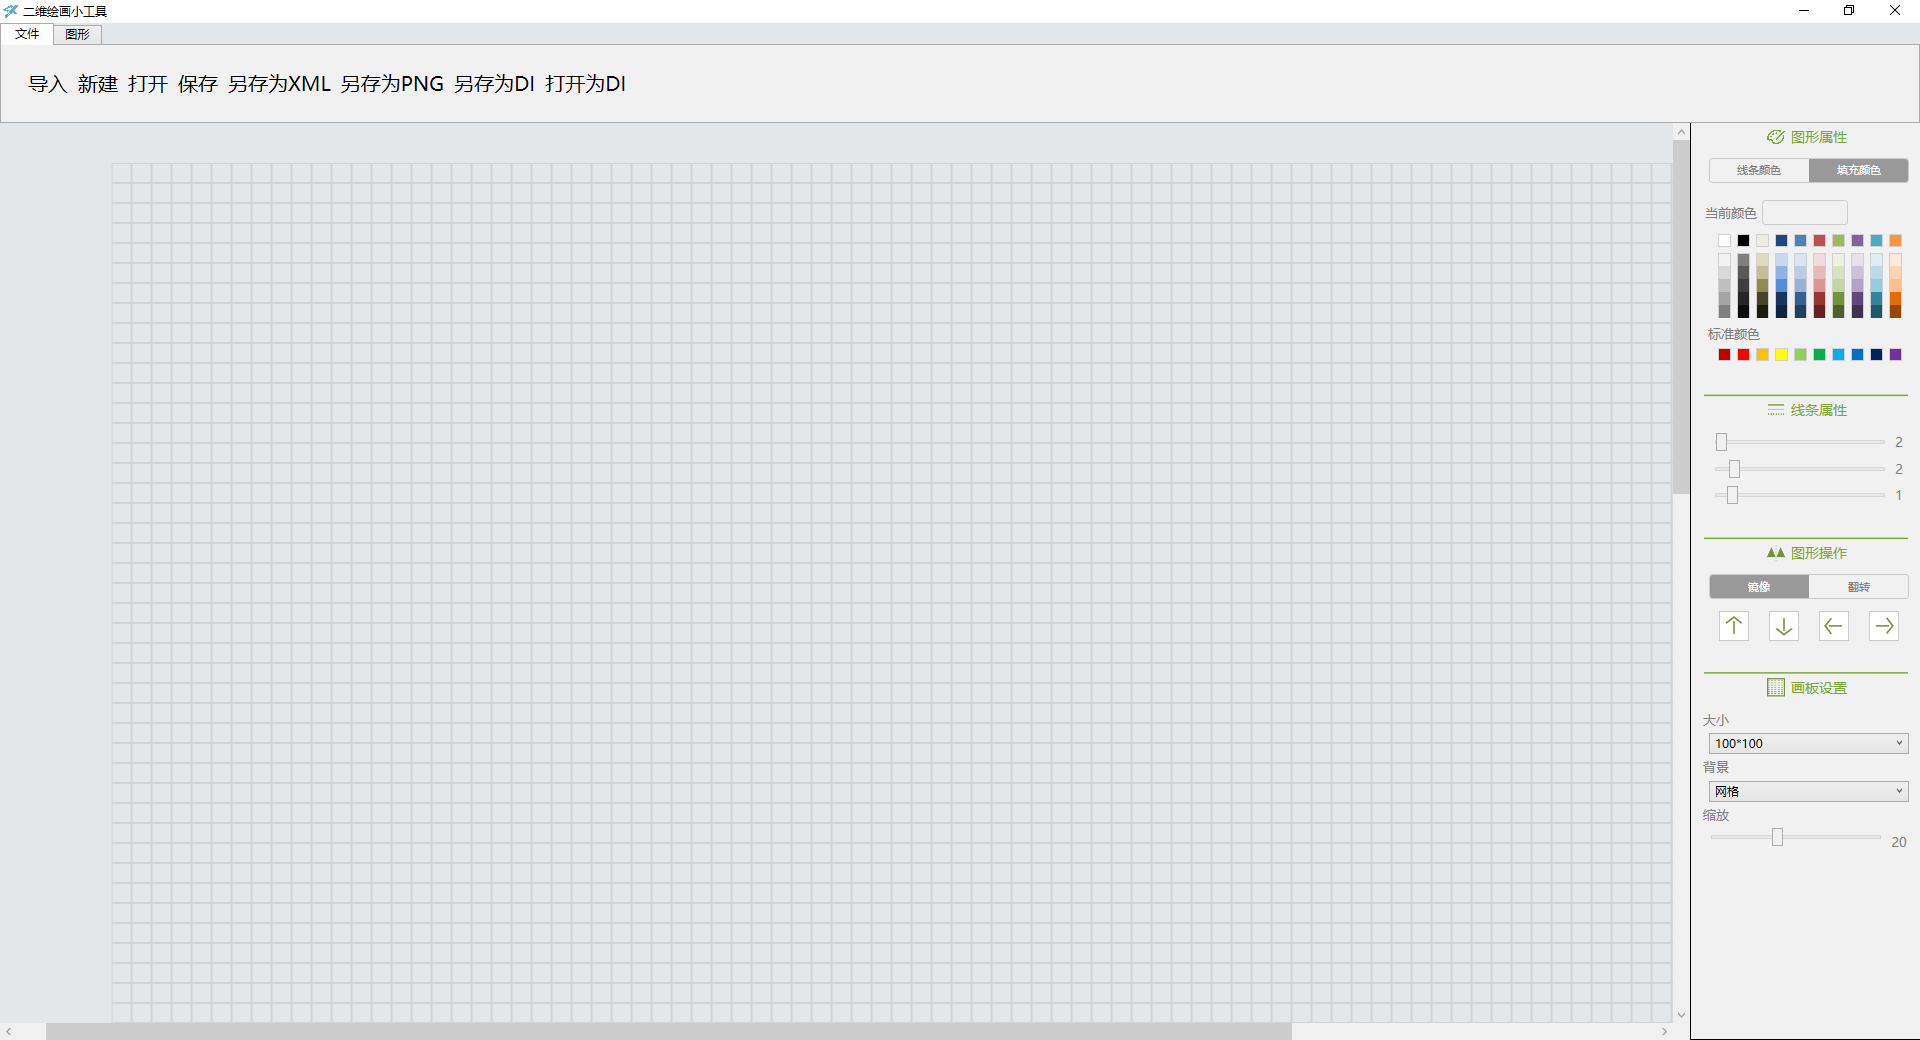 二维绘画小工具
文件 图形
导入 新建 打开 保存 另存为XML 另存为PNG 另存为DI 打开为DI
图形属性
线条颜色 填充颜色
当前颜色
标准颜色
线条属性
2
2
1
图形操作
镜像 翻转
画板设置
大小
100*100
背景
网格
缩放
20